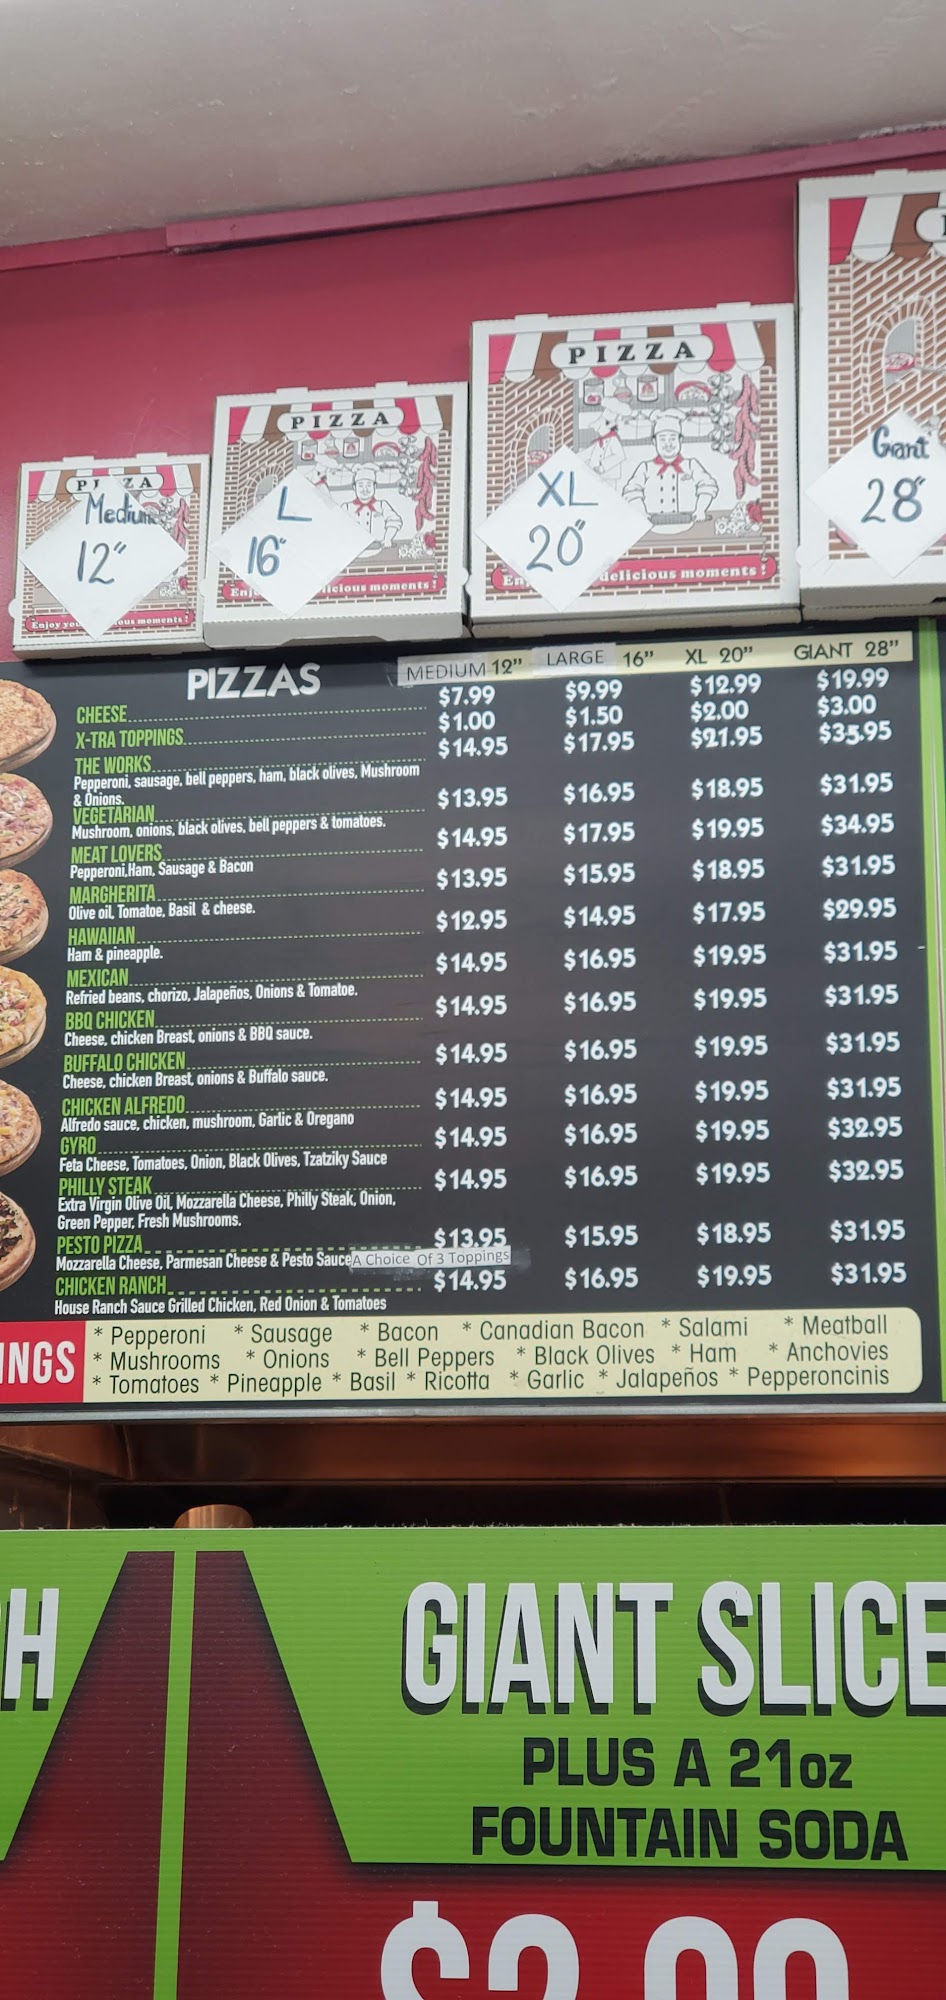 PIZZA
Giant
28"
PIZZA
XL
20"
Enjoy delicious moments !
PIZZA
L
16"
Enjoy delicious moments !
PIZZA
Medium
12"
Enjoy your delicious moments !
PIZZAS MEDIUM 12" LARGE 16" XL 20" GIANT 28"
CHEESE $7.99 $9.99 $12.99 $19.99
X-TRA TOPPINGS $1.00 $1.50 $2.00 $3.00
THE WORKS $14.95 $17.95 $21.95 $35.95
Pepperoni, sausage, bell peppers, ham, black olives, Mushroom
& Onions.
VEGETARIAN $13.95 $16.95 $18.95 $31.95
Mushroom, onions, black olives, bell peppers & tomatoes.
MEAT LOVERS $14.95 $17.95 $19.95 $34.95
Pepperoni,Ham, Sausage & Bacon
MARGHERITA $13.95 $15.95 $18.95 $31.95
Olive oil, Tomatoe, Basil & cheese.
HAWAIIAN $12.95 $14.95 $17.95 $29.95
Ham & pineapple.
MEXICAN $14.95 $16.95 $19.95 $31.95
Refried beans, chorizo, Jalapeños, Onions & Tomatoe.
BBQ CHICKEN $14.95 $16.95 $19.95 $31.95
Cheese, chicken Breast, onions & BBQ sauce.
BUFFALO CHICKEN $14.95 $16.95 $19.95 $31.95
Cheese, chicken Breast, onions & Buffalo sauce.
CHICKEN ALFREDO $14.95 $16.95 $19.95 $31.95
Alfredo sauce, chicken, mushroom, Garlic & Oregano
GYRO $14.95 $16.95 $19.95 $32.95
Feta Cheese, Tomatoes, Onion, Black Olives, Tzatziky Sauce
PHILLY STEAK $14.95 $16.95 $19.95 $32.95
Extra Virgin Olive Oil, Mozzarella Cheese, Philly Steak, Onion,
Green Pepper, Fresh Mushrooms.
PESTO PIZZA $13.95 $15.95 $18.95 $31.95
Mozzarella Cheese, Parmesan Cheese & Pesto Sauce A Choice Of 3 Toppings
CHICKEN RANCH $14.95 $16.95 $19.95 $31.95
House Ranch Sauce Grilled Chicken, Red Onion & Tomatoes
INGS
* Pepperoni * Sausage * Bacon * Canadian Bacon * Salami * Meatball
* Mushrooms * Onions * Bell Peppers * Black Olives * Ham * Anchovies
* Tomatoes * Pineapple * Basil * Ricotta * Garlic * Jalapeños * Pepperoncinis
H
GIANT SLICE
PLUS A 21oz
FOUNTAIN SODA